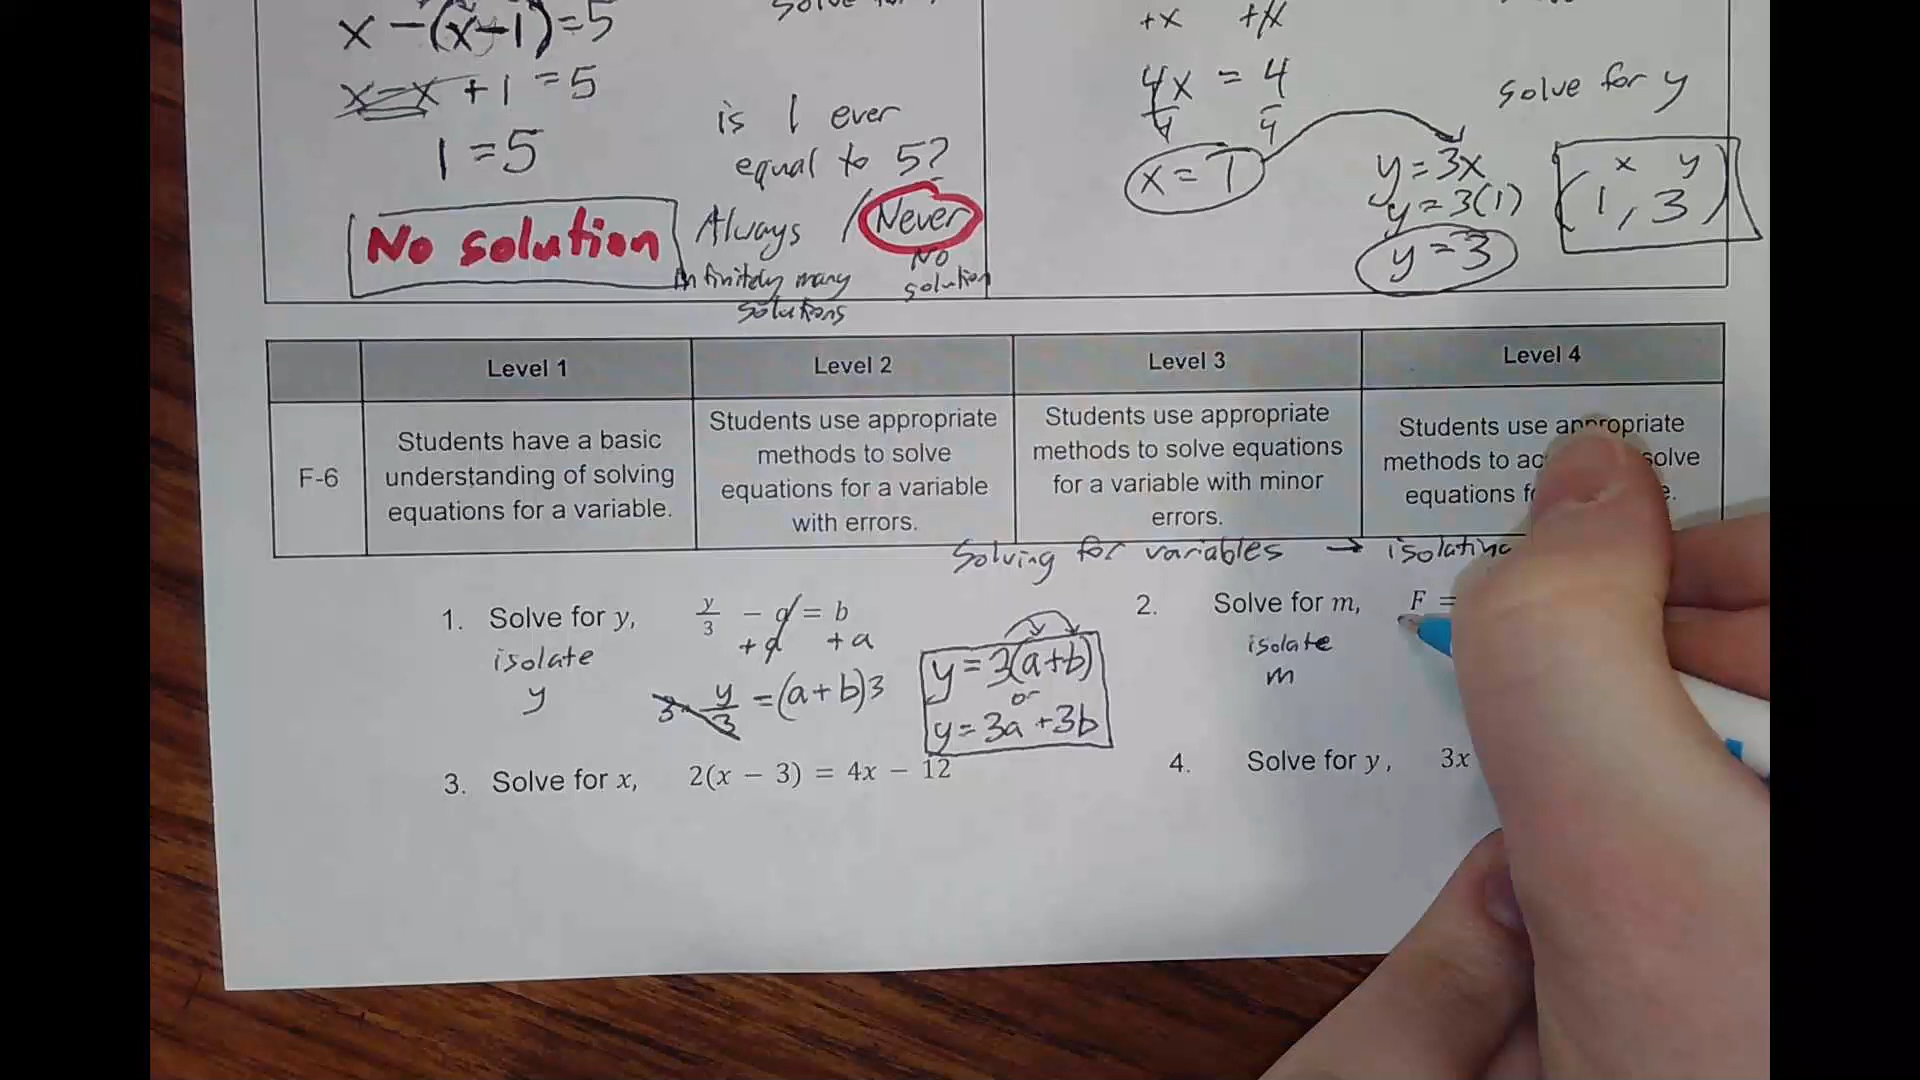 x - (x - 1) = 5
x - x + 1 = 5
1 = 5
No solution
is 1 ever
equal to 5?
Always / Never
Infinitely many
solutions
No
solution
+x +x
4x = 4
4 4
x = 1
solve for y
y = 3x
y = 3(1)
y = 3
x y
(1, 3)
Level 1 Level 2 Level 3 Level 4
F-6
Students have a basic
understanding of solving
equations for a variable.
Students use appropriate
methods to solve
equations for a variable
with errors.
Students use appropriate
methods to solve equations
for a variable with minor
errors.
Students use appropriate
methods to solve
equations
Solving for variables → isolating
1. Solve for y, y/3 - a = b
isolate
y
+a +a
3 · y/3 = (a + b)3
y = 3(a + b)
or
y = 3a + 3b
2. Solve for m, F =
isolate
m
3. Solve for x, 2(x − 3) = 4x − 12
4. Solve for y, 3x